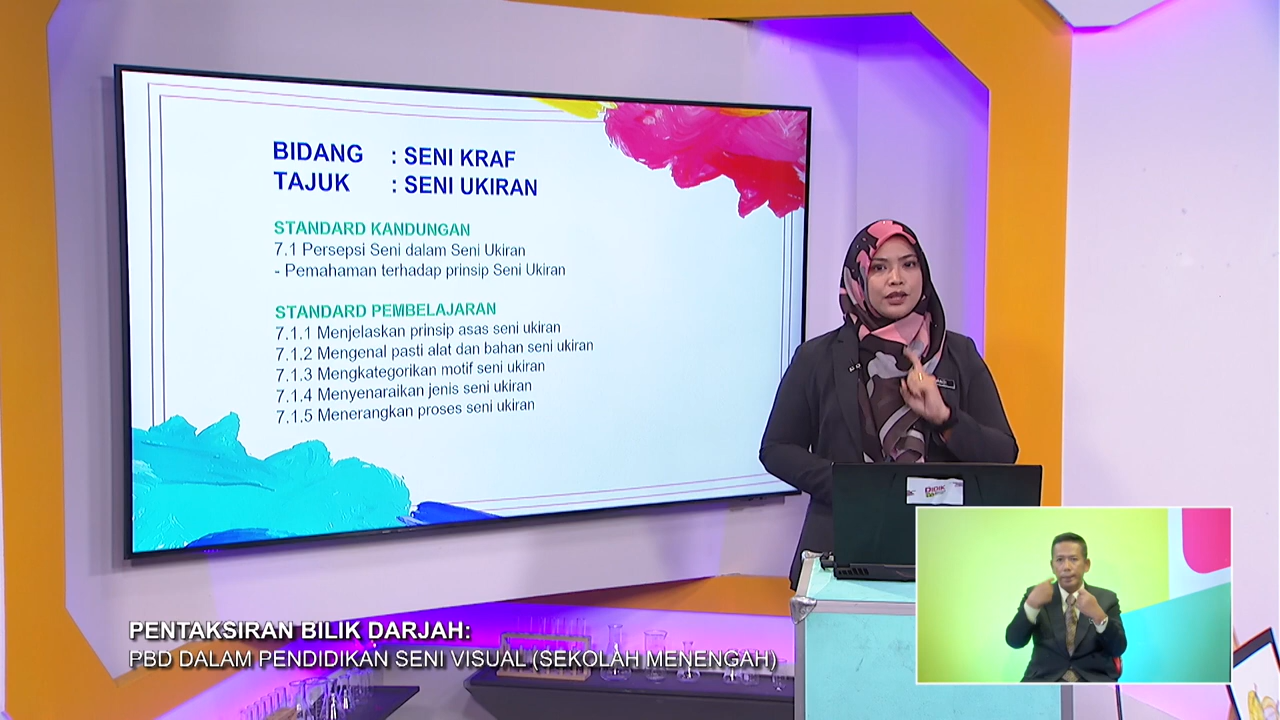 BIDANG : SENI KRAF
TAJUK : SENI UKIRAN
STANDARD KANDUNGAN
7.1 Persepsi Seni dalam Seni Ukiran
- Pemahaman terhadap prinsip Seni Ukiran
STANDARD PEMBELAJARAN
7.1.1 Menjelaskan prinsip asas seni ukiran
7.1.2 Mengenal pasti alat dan bahan seni ukiran
7.1.3 Mengkategorikan motif seni ukiran
7.1.4 Menyenaraikan jenis seni ukiran
7.1.5 Menerangkan proses seni ukiran
DIDIK
PENTAKSIRAN BILIK DARJAH:
PBD DALAM PENDIDIKAN SENI VISUAL (SEKOLAH MENENGAH)